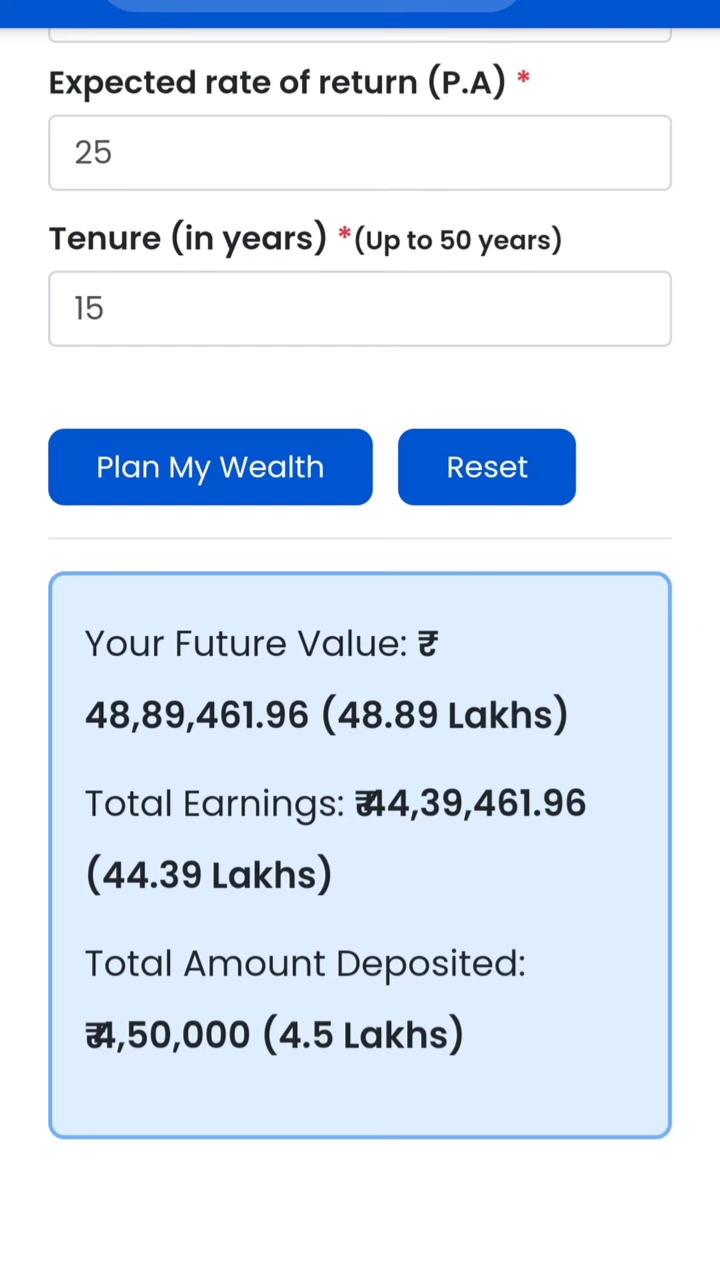 Expected rate of return (P.A) *
25
Tenure (in years) *(Up to 50 years)
15
Plan My Wealth
Reset
Your Future Value: ₹
48,89,461.96 (48.89 Lakhs)
Total Earnings: ₹44,39,461.96
(44.39 Lakhs)
Total Amount Deposited:
₹4,50,000 (4.5 Lakhs)